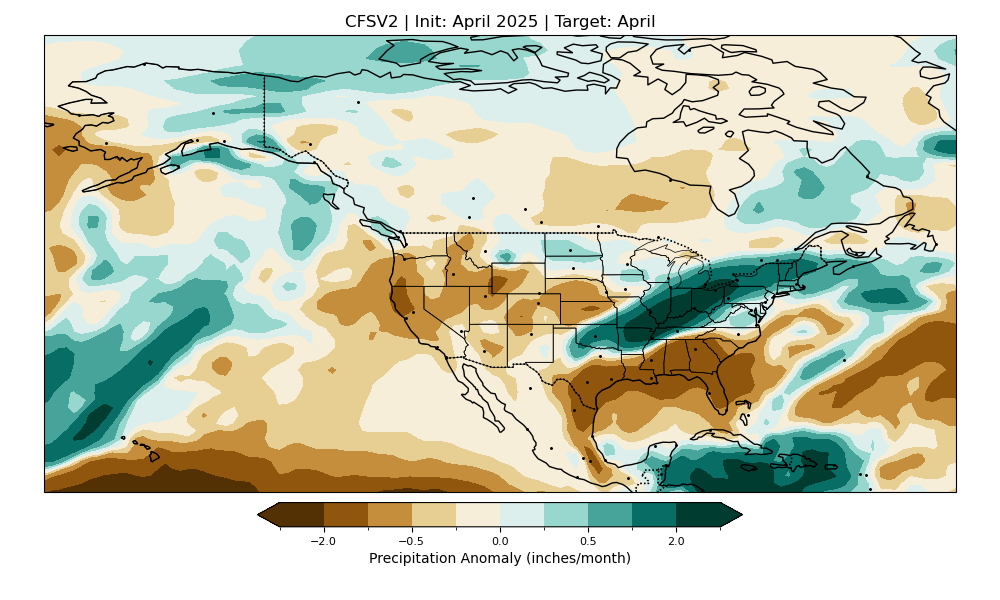 CFSV2 | Init: April 2025 | Target: April
−2.0 −0.5 0.0 0.5 2.0
Precipitation Anomaly (inches/month)